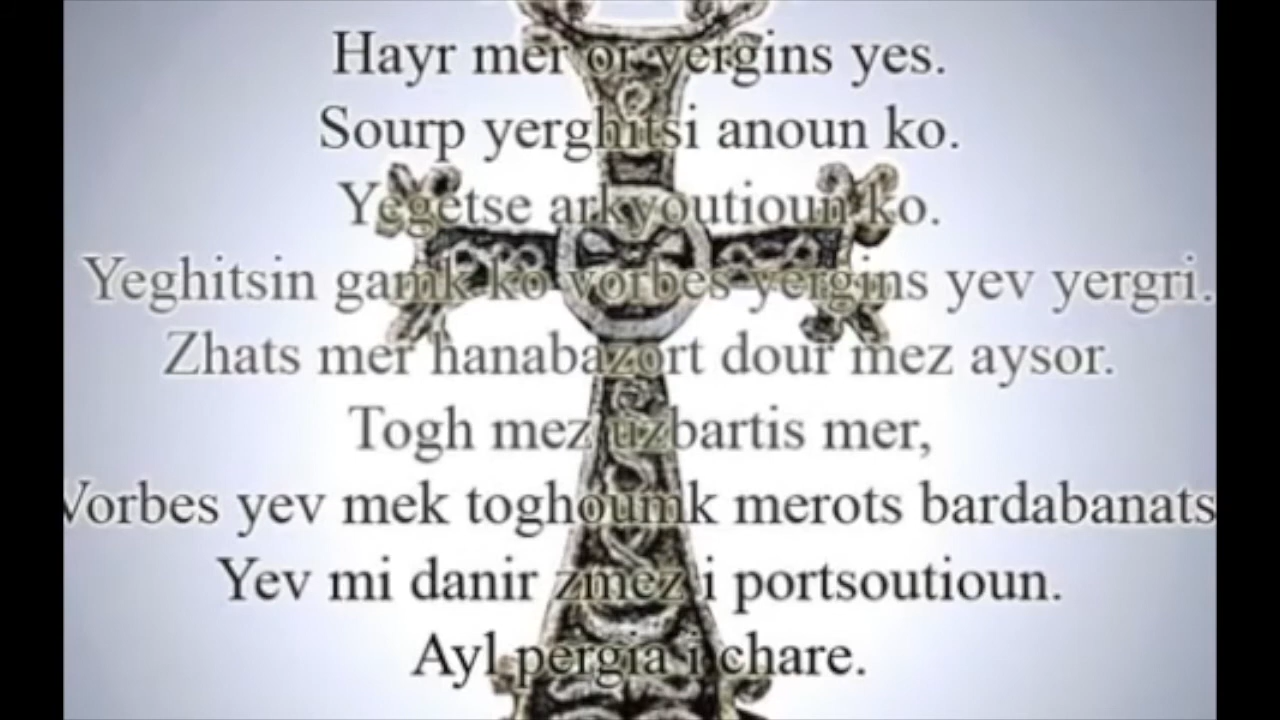 Hayr mer or yergins yes.
Sourp yerghitsi anoun ko.
Yegetse arkyoutioun ko.
Yeghitsin gamk ko vorbes yergins yev yergri.
Zhats mer hanabazort dour mez aysor.
Togh mez uzbartis mer,
Vorbes yev mek toghoumk merots bardabanats
Yev mi danir zmez i portsoutioun.
Ayl pergia i chare.